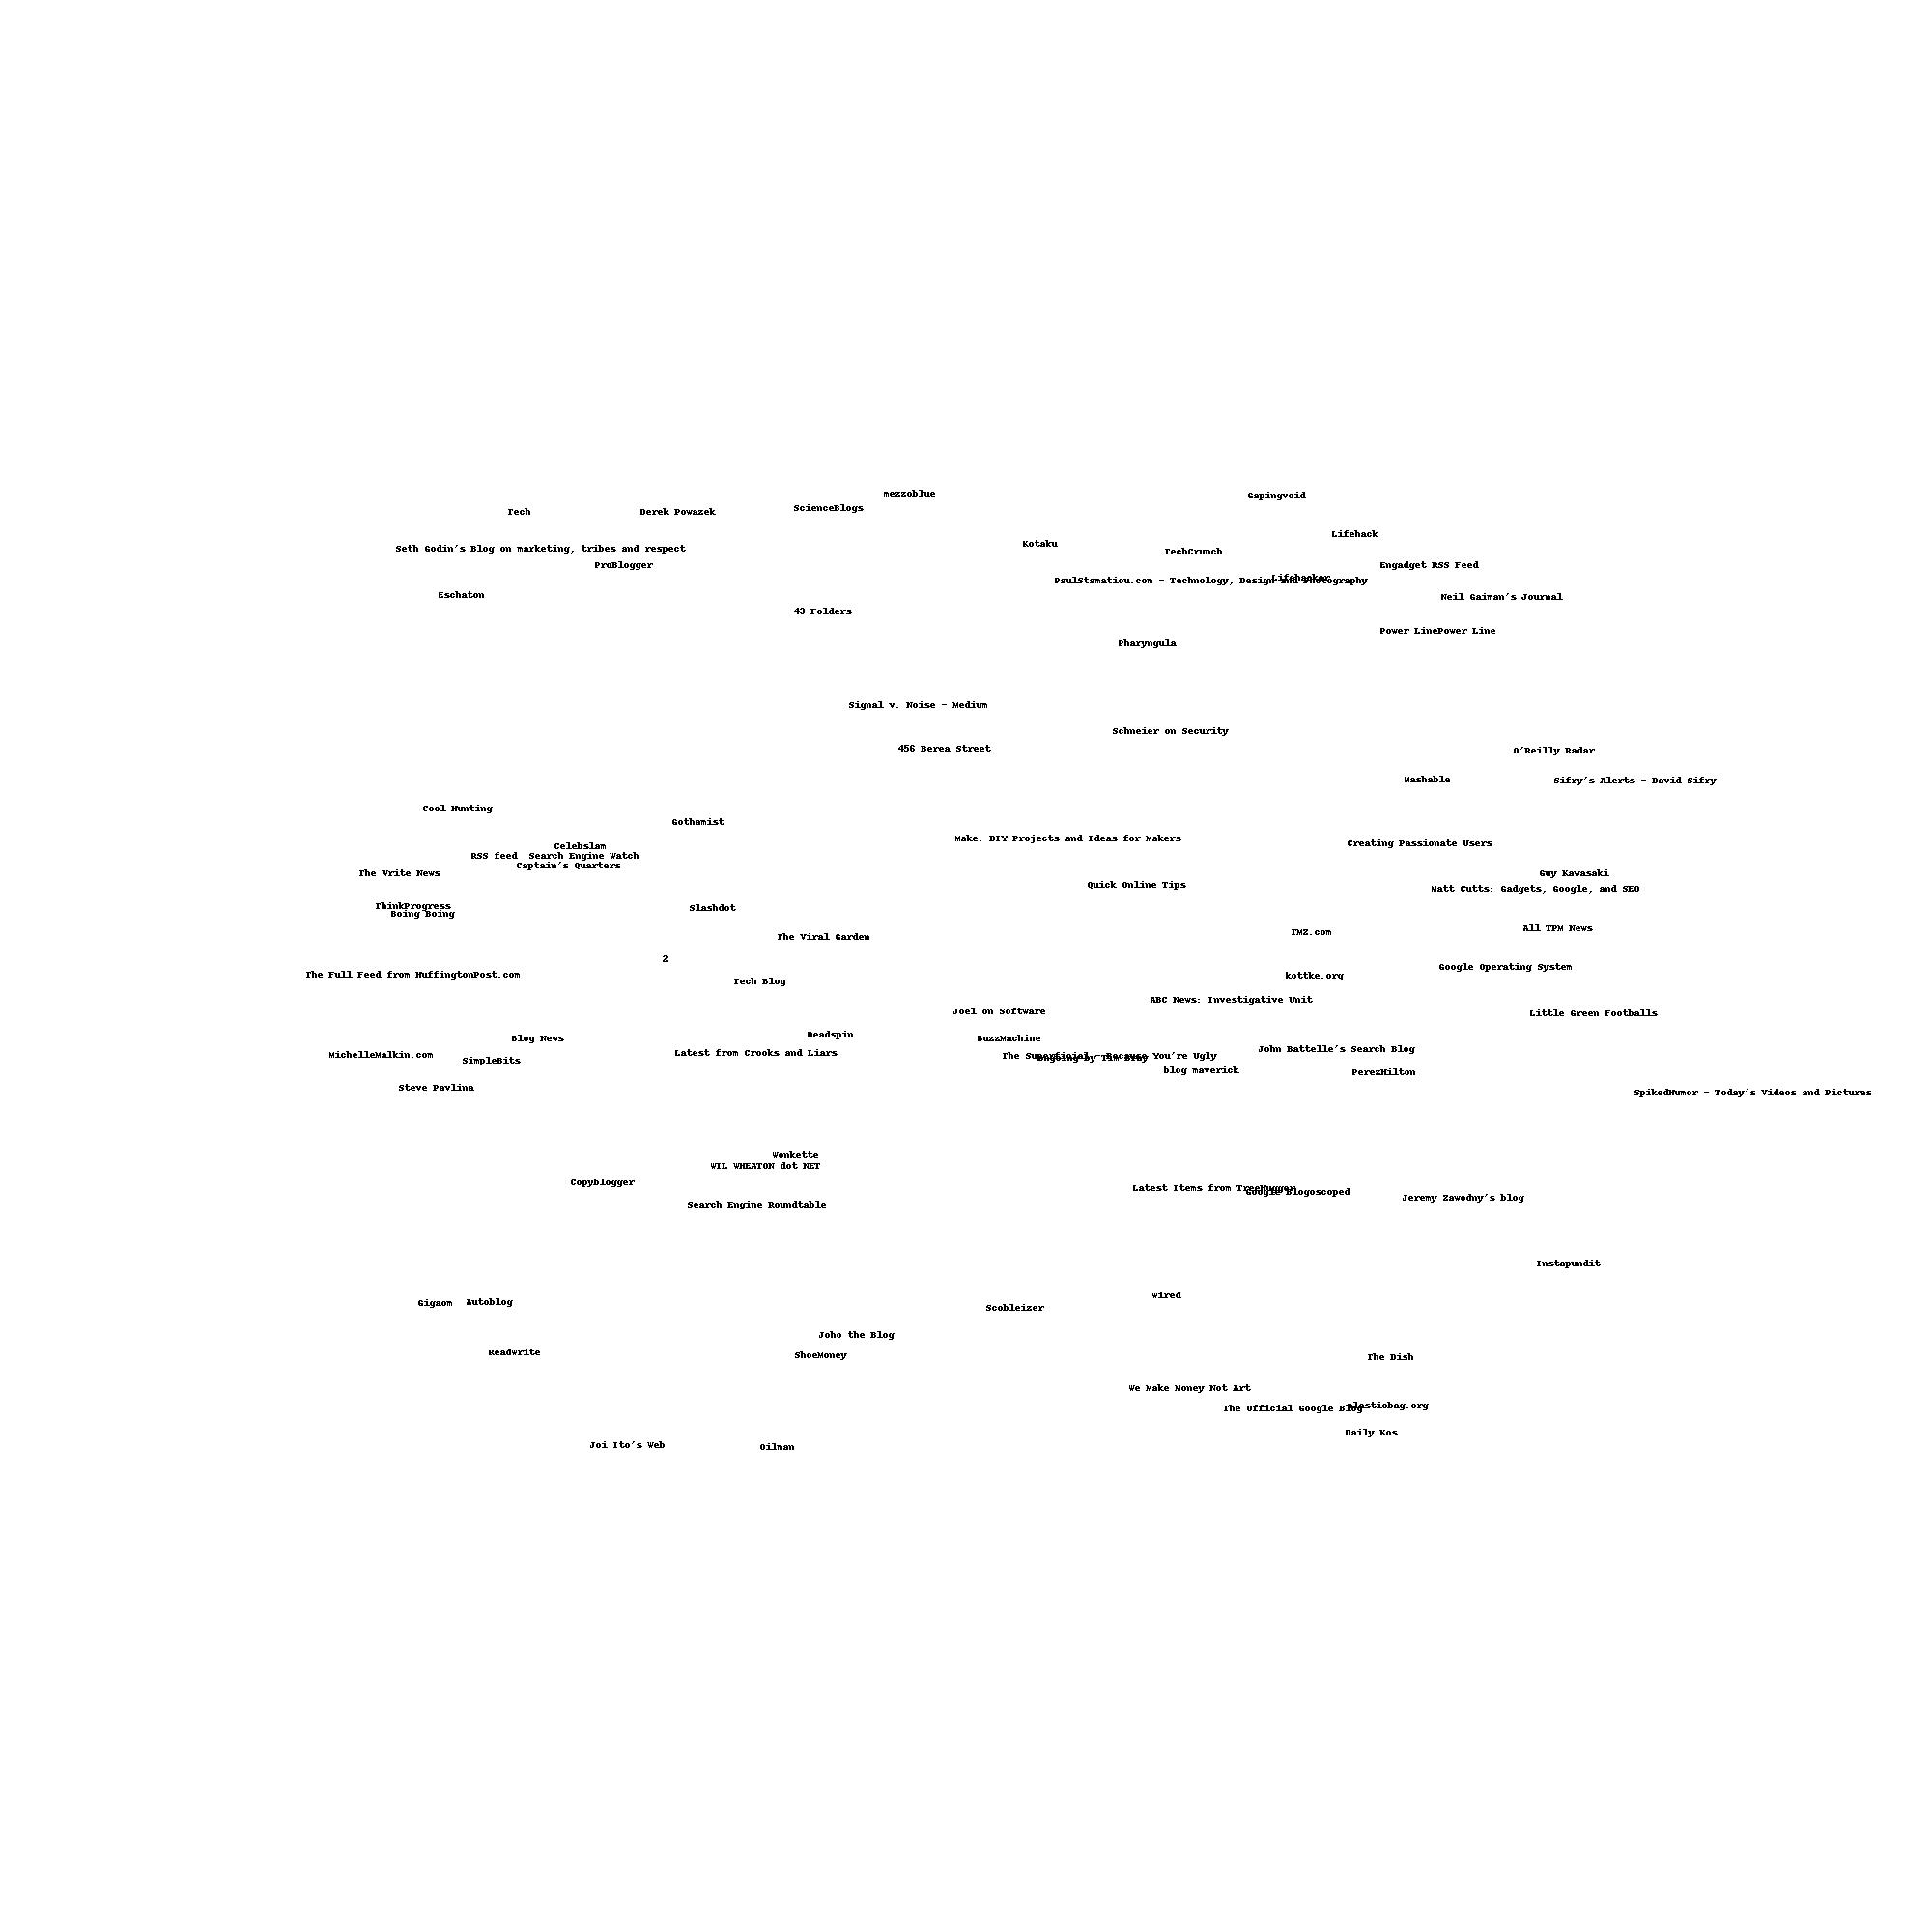 mezzoblue
Gapingvoid
ScienceBlogs
Tech
Derek Powazek
Lifehack
Kotaku
Seth Godin's Blog on marketing, tribes and respect
TechCrunch
ProBlogger
Engadget RSS Feed
Lifehacker
PaulStamatiou.com - Technology, Design and Photography
Eschaton
Neil Gaiman's Journal
43 Folders
Power LinePower Line
Pharyngula
Signal v. Noise - Medium
Schneier on Security
456 Berea Street
O'Reilly Radar
Mashable
Sifry's Alerts - David Sifry
Cool Hunting
Gothamist
Make: DIY Projects and Ideas for Makers
Creating Passionate Users
Celebslam
RSS feed  Search Engine Watch
Captain's Quarters
The Write News
Guy Kawasaki
Quick Online Tips
Matt Cutts: Gadgets, Google, and SEO
ThinkProgress
Slashdot
Boing Boing
All TPM News
TMZ.com
The Viral Garden
2
Google Operating System
The Full Feed from HuffingtonPost.com
kottke.org
Tech Blog
ABC News: Investigative Unit
Joel on Software
Little Green Footballs
Deadspin
Blog News
BuzzMachine
John Battelle's Search Blog
Latest from Crooks and Liars
MichelleMalkin.com
The Superficial - Because You're Ugly
ongoing by Tim Bray
SimpleBits
blog maverick
PerezHilton
Steve Pavlina
SpikedHumor - Today's Videos and Pictures
Wonkette
WIL WHEATON dot NET
Copyblogger
Latest Items from TreeHugger
Google Blogoscoped
Jeremy Zawodny's blog
Search Engine Roundtable
Instapundit
Wired
Gigaom
Autoblog
Scobleizer
Joho the Blog
ReadWrite
ShoeMoney
The Dish
We Make Money Not Art
plasticbag.org
The Official Google Blog
Daily Kos
Joi Ito's Web
Oilman